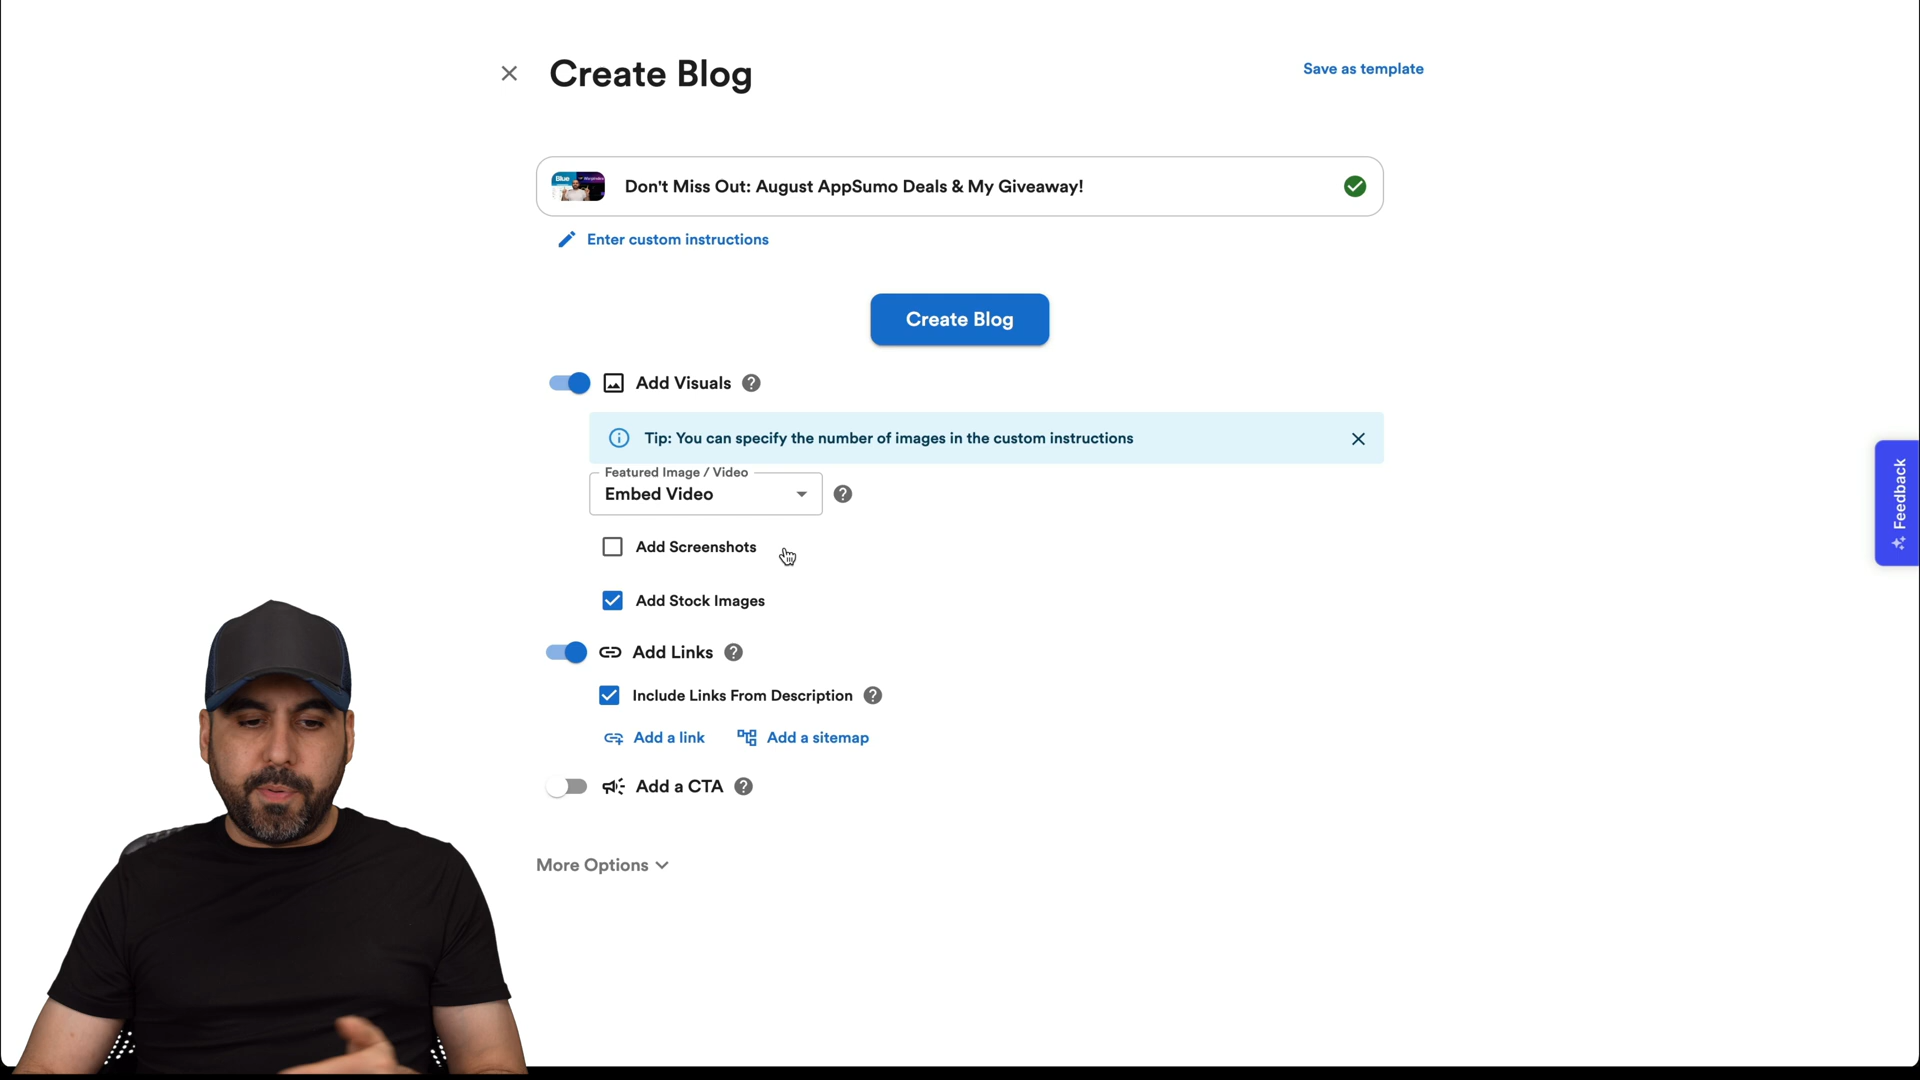 Create Blog
Save as template
Blue
Don't Miss Out: August AppSumo Deals & My Giveaway!
Enter custom instructions
Create Blog
Add Visuals
Tip: You can specify the number of images in the custom instructions
Featured Image / Video
Embed Video
Add Screenshots
Add Stock Images
Add Links
Include Links From Description
Add a link
Add a sitemap
Add a CTA
More Options
Feedback